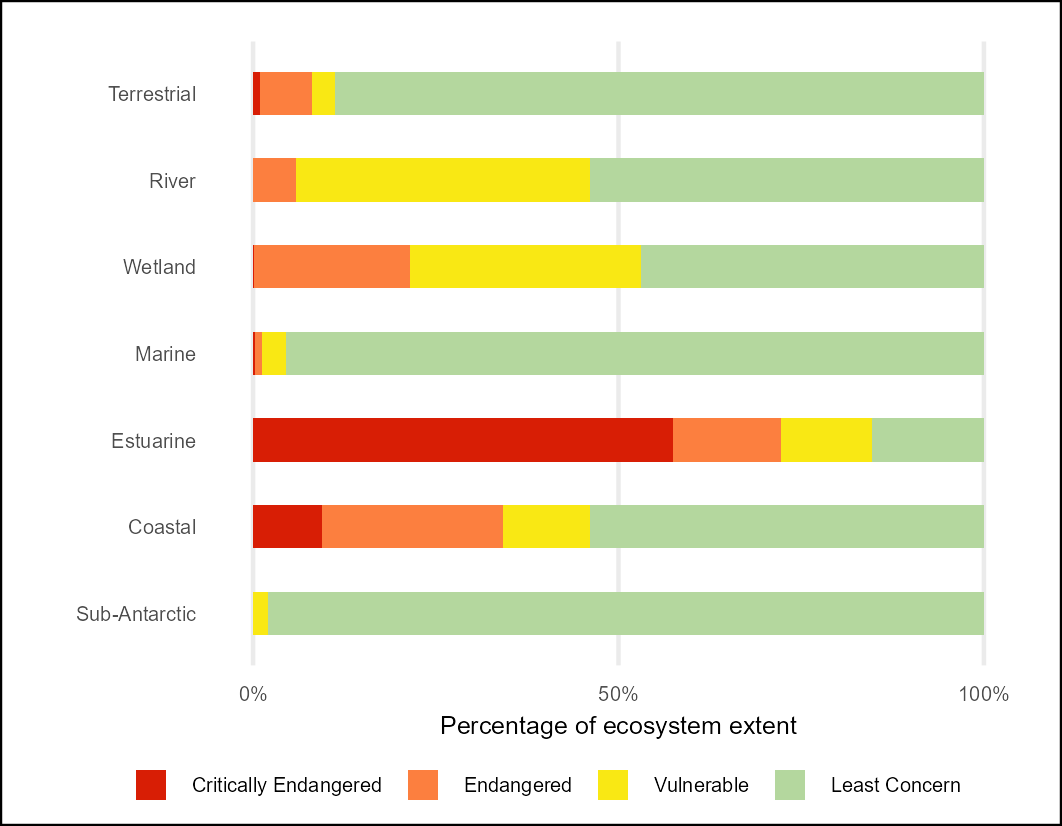 Terrestrial
River
Wetland
Marine
Estuarine
Coastal
Sub-Antarctic
0% 50% 100%
Percentage of ecosystem extent
Critically Endangered Endangered Vulnerable Least Concern